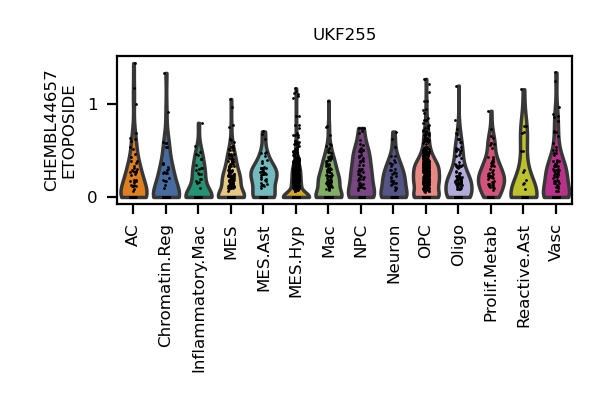 UKF255
CHEMBL44657
ETOPOSIDE
1
0
AC
Chromatin.Reg
Inflammatory.Mac
MES
MES.Ast
MES.Hyp
Mac
NPC
Neuron
OPC
Oligo
Prolif.Metab
Reactive.Ast
Vasc